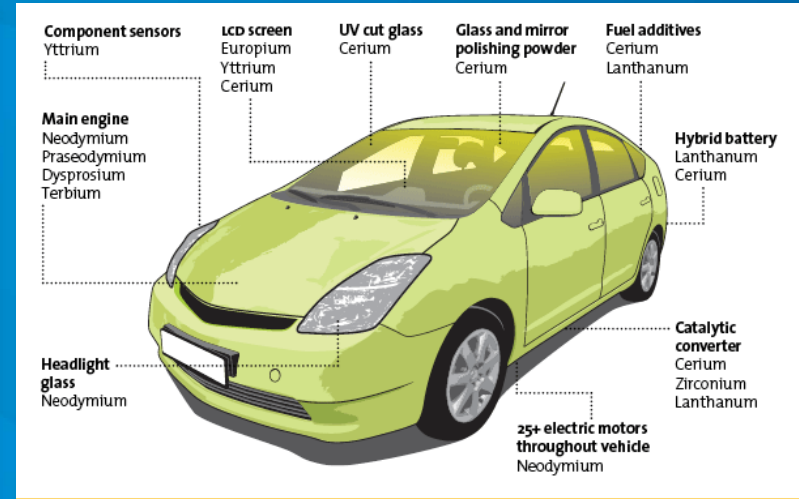 Component sensors
Yttrium
LCD screen
Europium
Yttrium
Cerium
UV cut glass
Cerium
Glass and mirror
polishing powder
Cerium
Fuel additives
Cerium
Lanthanum
Main engine
Neodymium
Praseodymium
Dysprosium
Terbium
Hybrid battery
Lanthanum
Cerium
Headlight
glass
Neodymium
Catalytic
converter
Cerium
Zirconium
Lanthanum
25+ electric motors
throughout vehicle
Neodymium